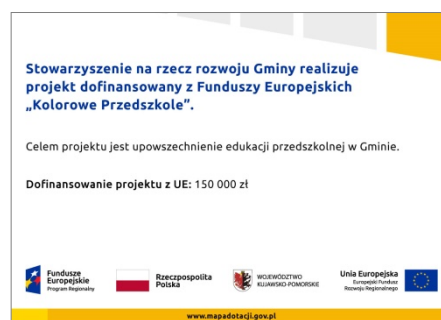 Stowarzyszenie na rzecz rozwoju Gminy realizuje
projekt dofinansowany z Funduszy Europejskich
„Kolorowe Przedszkole”.
Celem projektu jest upowszechnienie edukacji przedszkolnej w Gminie.
Dofinansowanie projektu z UE: 150 000 zł
Fundusze
Europejskie
Program Regionalny
Rzeczpospolita
Polska
WOJEWÓDZTWO
KUJAWSKO-POMORSKIE
Unia Europejska
Europejski Fundusz
Rozwoju Regionalnego
www.mapadotacji.gov.pl